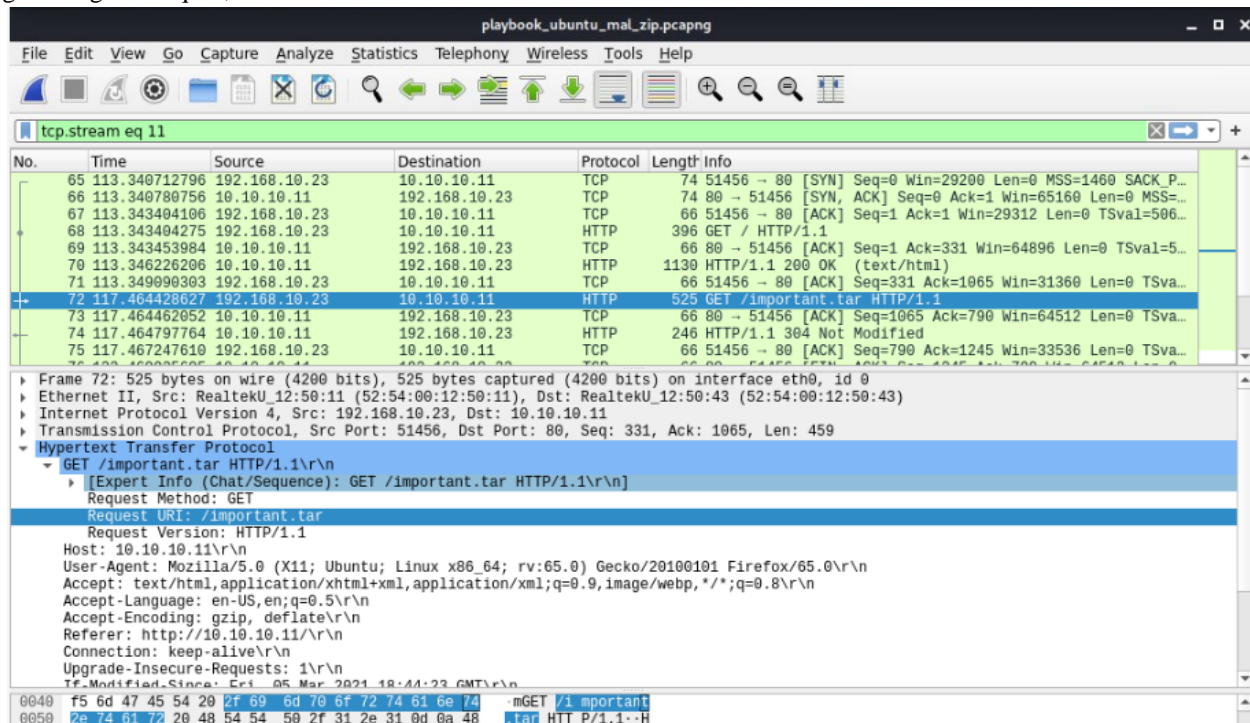 playbook_ubuntu_mal_zip.pcapng
File Edit View Go Capture Analyze Statistics Telephony Wireless Tools Help
tcp.stream eq 11
No. Time Source Destination Protocol Length Info
65 113.340712796 192.168.10.23 10.10.10.11 TCP 74 51456 → 80 [SYN] Seq=0 Win=29200 Len=0 MSS=1460 SACK_P…
66 113.340780756 10.10.10.11 192.168.10.23 TCP 74 80 → 51456 [SYN, ACK] Seq=0 Ack=1 Win=65160 Len=0 MSS=…
67 113.343404106 192.168.10.23 10.10.10.11 TCP 66 51456 → 80 [ACK] Seq=1 Ack=1 Win=29312 Len=0 TSval=506…
68 113.343404275 192.168.10.23 10.10.10.11 HTTP 396 GET / HTTP/1.1
69 113.343453984 10.10.10.11 192.168.10.23 TCP 66 80 → 51456 [ACK] Seq=1 Ack=331 Win=64896 Len=0 TSval=5…
70 113.346226206 10.10.10.11 192.168.10.23 HTTP 1130 HTTP/1.1 200 OK (text/html)
71 113.349090303 192.168.10.23 10.10.10.11 TCP 66 51456 → 80 [ACK] Seq=331 Ack=1065 Win=31360 Len=0 TSva…
72 117.464428627 192.168.10.23 10.10.10.11 HTTP 525 GET /important.tar HTTP/1.1
73 117.464462052 10.10.10.11 192.168.10.23 TCP 66 80 → 51456 [ACK] Seq=1065 Ack=790 Win=64512 Len=0 TSva…
74 117.464797764 10.10.10.11 192.168.10.23 HTTP 246 HTTP/1.1 304 Not Modified
75 117.467247610 192.168.10.23 10.10.10.11 TCP 66 51456 → 80 [ACK] Seq=790 Ack=1245 Win=33536 Len=0 TSva…
Frame 72: 525 bytes on wire (4200 bits), 525 bytes captured (4200 bits) on interface eth0, id 0
Ethernet II, Src: RealtekU_12:50:11 (52:54:00:12:50:11), Dst: RealtekU_12:50:43 (52:54:00:12:50:43)
Internet Protocol Version 4, Src: 192.168.10.23, Dst: 10.10.10.11
Transmission Control Protocol, Src Port: 51456, Dst Port: 80, Seq: 331, Ack: 1065, Len: 459
Hypertext Transfer Protocol
GET /important.tar HTTP/1.1\r\n
[Expert Info (Chat/Sequence): GET /important.tar HTTP/1.1\r\n]
Request Method: GET
Request URI: /important.tar
Request Version: HTTP/1.1
Host: 10.10.10.11\r\n
User-Agent: Mozilla/5.0 (X11; Ubuntu; Linux x86_64; rv:65.0) Gecko/20100101 Firefox/65.0\r\n
Accept: text/html,application/xhtml+xml,application/xml;q=0.9,image/webp,*/*;q=0.8\r\n
Accept-Language: en-US,en;q=0.5\r\n
Accept-Encoding: gzip, deflate\r\n
Referer: http://10.10.10.11/\r\n
Connection: keep-alive\r\n
Upgrade-Insecure-Requests: 1\r\n
If-Modified-Since: Fri, 05 Mar 2021 18:44:23 GMT\r\n
0040 f5 6d 47 45 54 20 2f 69 6d 70 6f 72 74 61 6e 74 ·mGET /i mportant
0050 2e 74 61 72 20 48 54 54 50 2f 31 2e 31 0d 0a 48 .tar HTT P/1.1··H